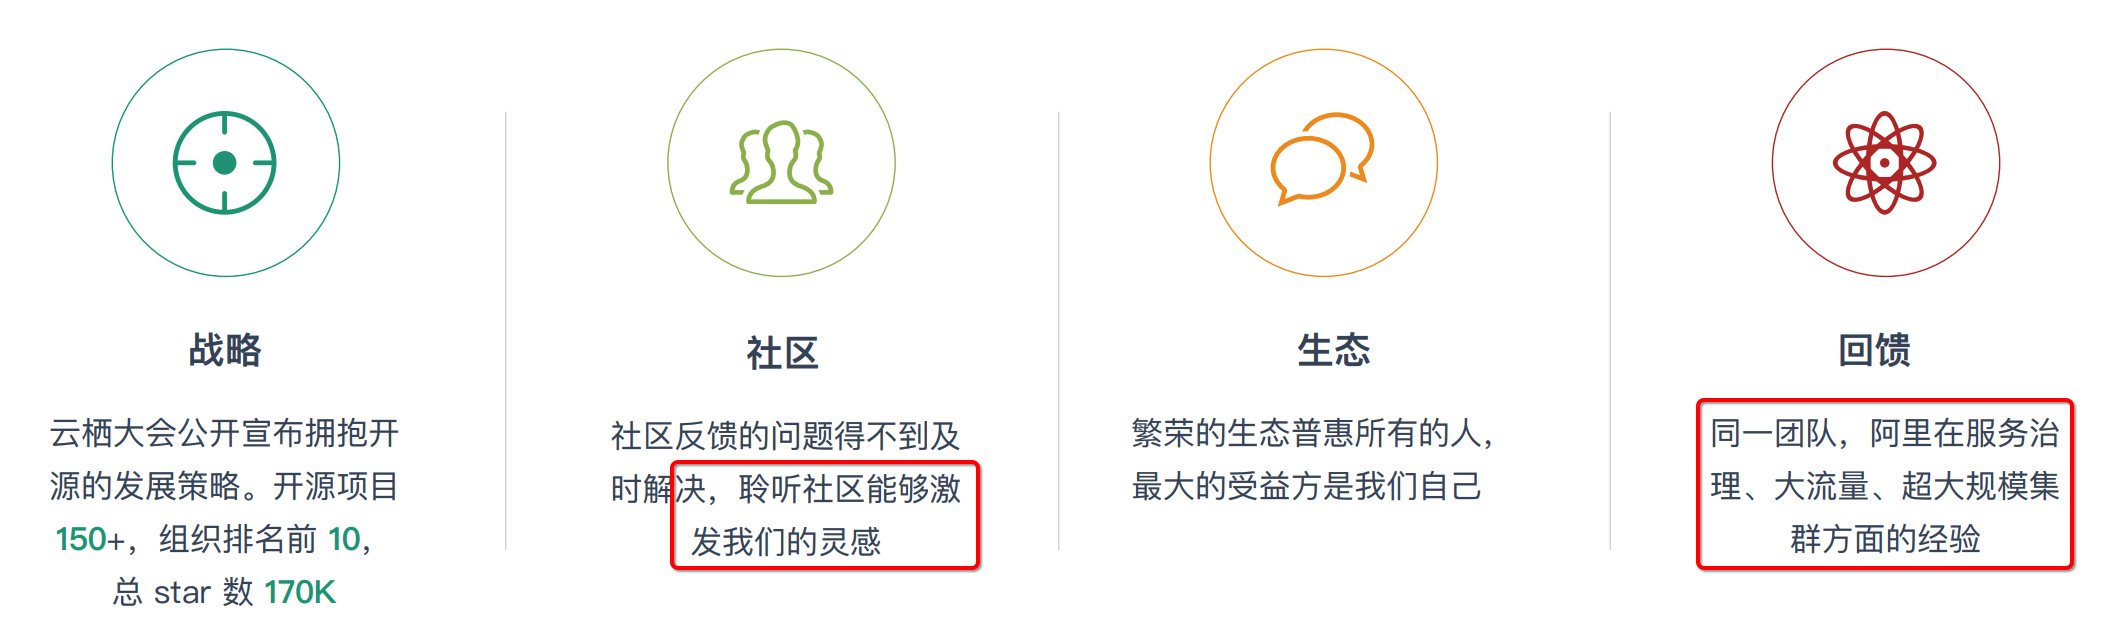 战略
云栖大会公开宣布拥抱开
源的发展策略。开源项目
150+，组织排名前 10，
总 star 数 170K
社区
社区反馈的问题得不到及
时解决，聆听社区能够激
发我们的灵感
生态
繁荣的生态普惠所有的人，
最大的受益方是我们自己
回馈
同一团队，阿里在服务治
理、大流量、超大规模集
群方面的经验